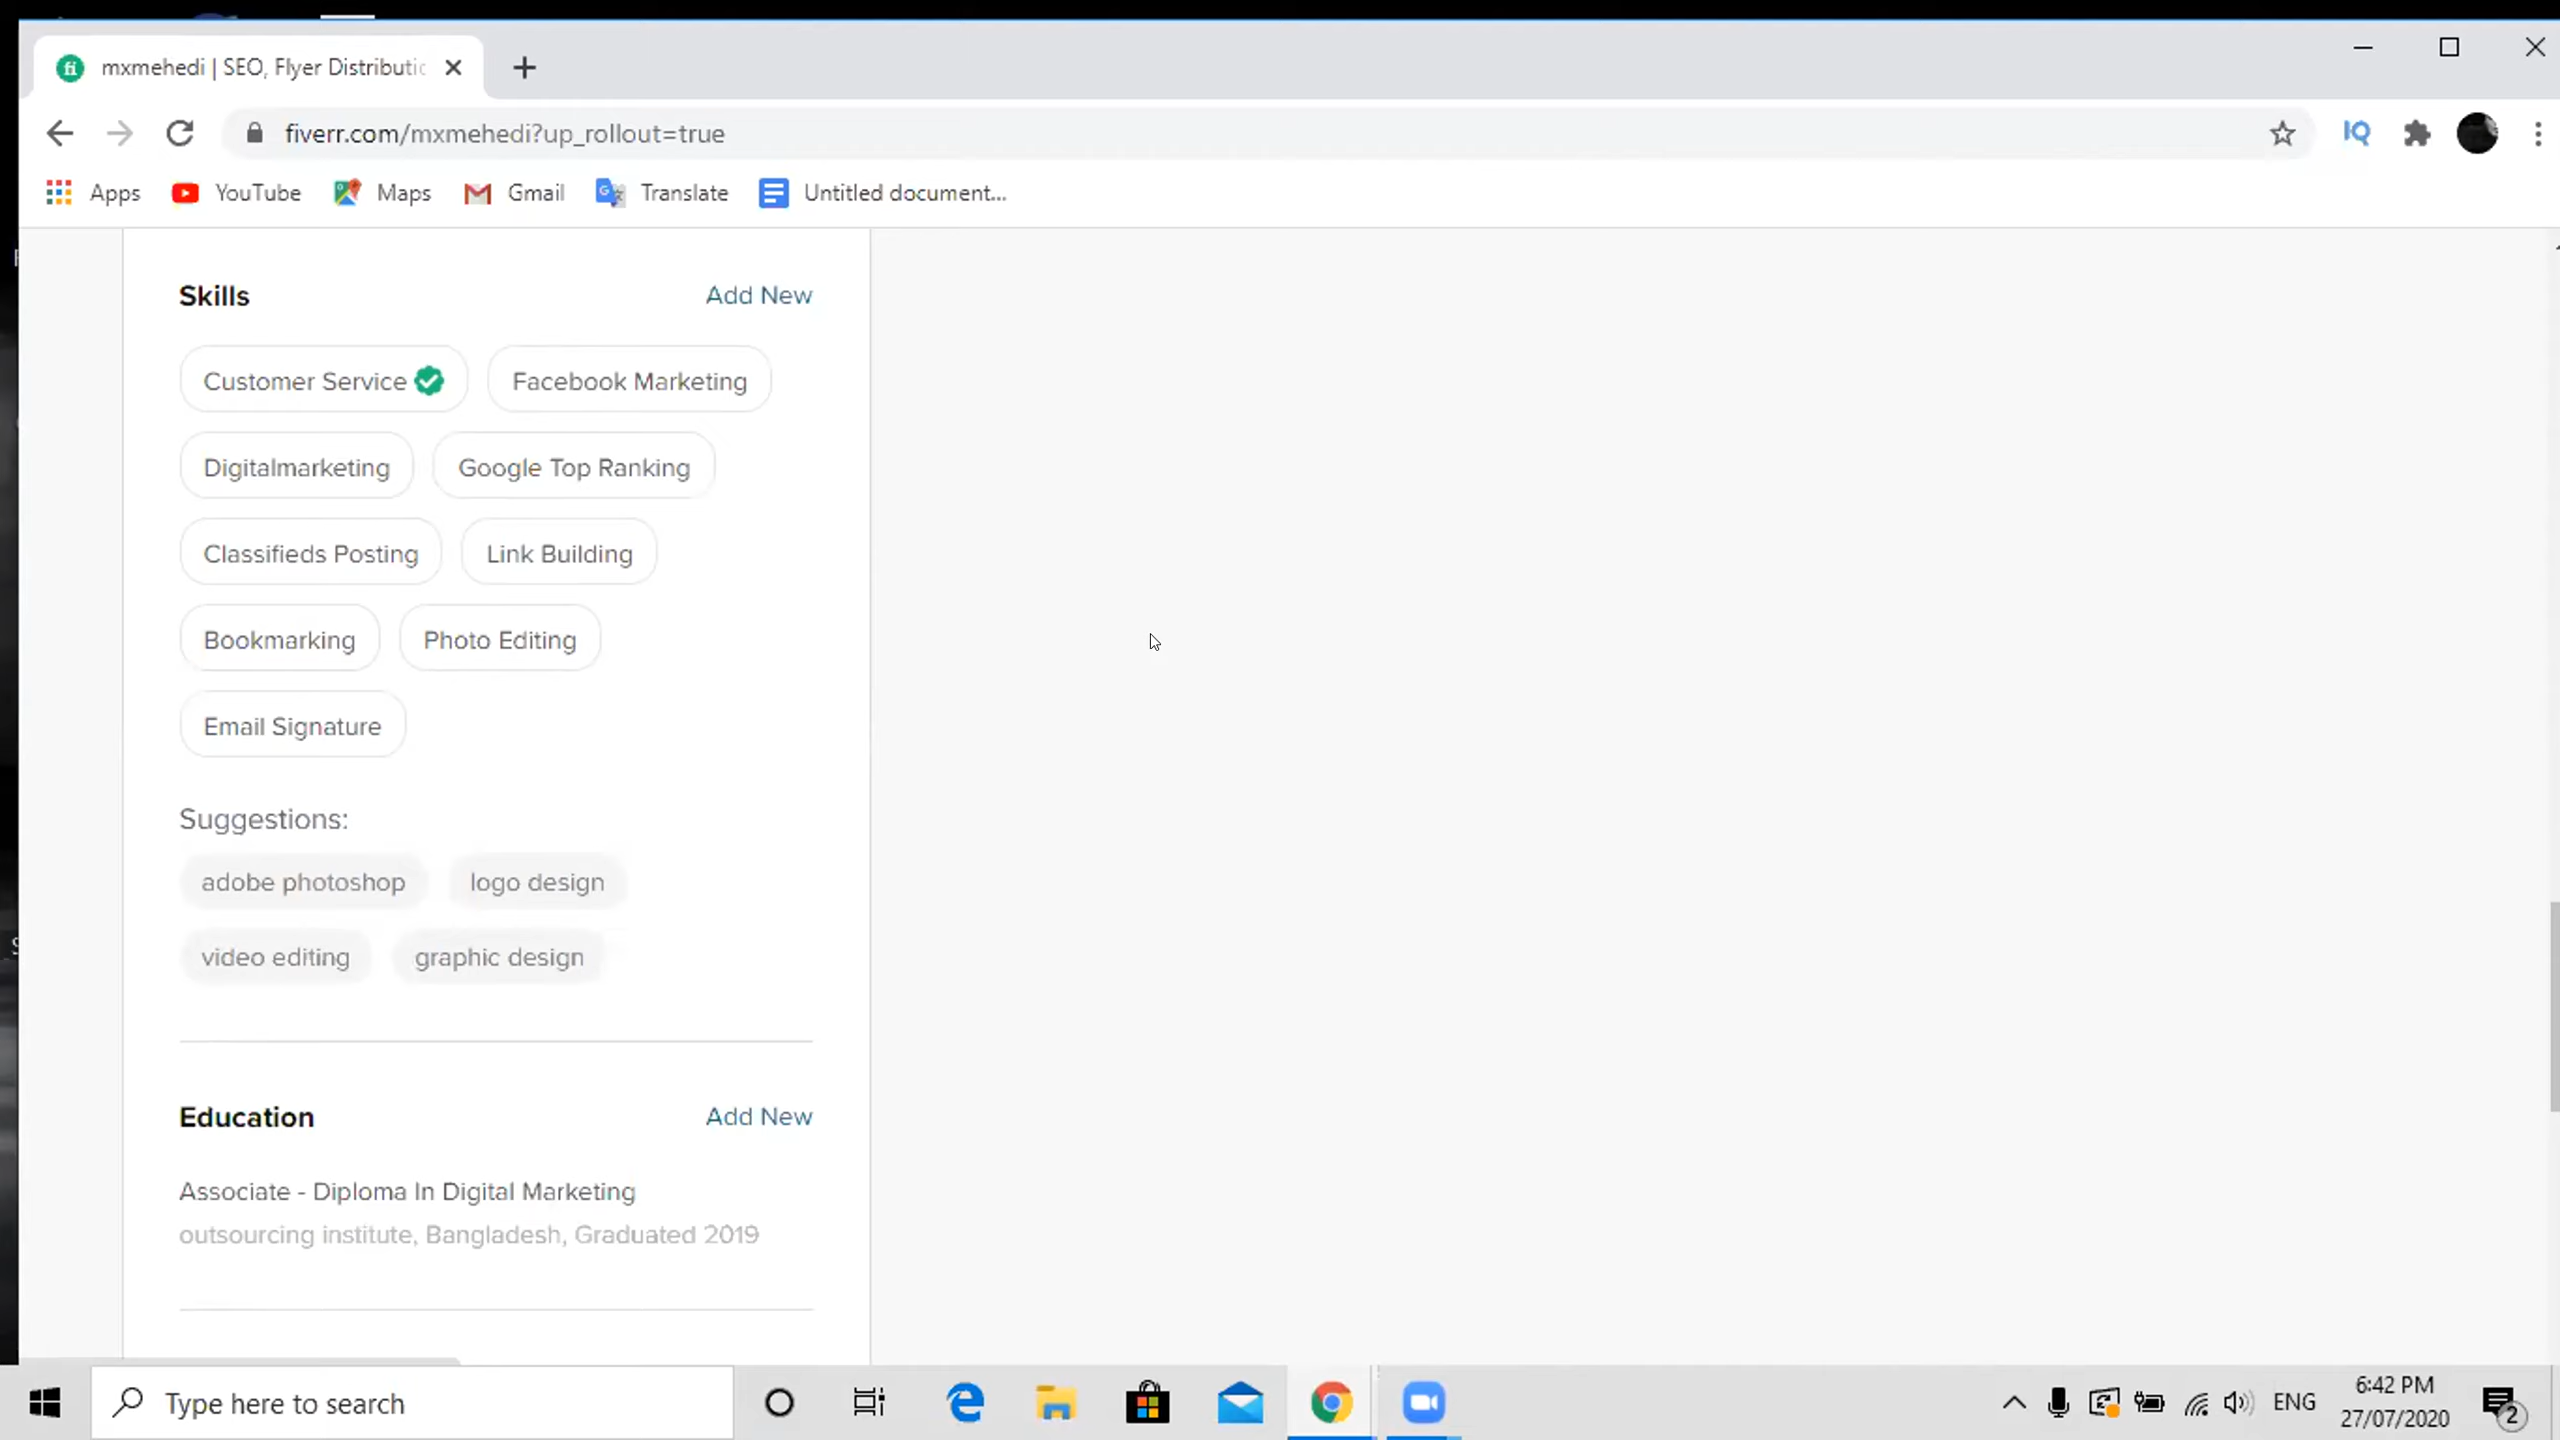 mxmehedi | SEO, Flyer Distributic
fiverr.com/mxmehedi?up_rollout=true
IQ
Apps YouTube Maps Gmail Translate Untitled document...
Skills Add New
Customer Service Facebook Marketing
Digitalmarketing Google Top Ranking
Classifieds Posting Link Building
Bookmarking Photo Editing
Email Signature
Suggestions:
adobe photoshop logo design
video editing graphic design
Education Add New
Associate - Diploma In Digital Marketing
outsourcing institute, Bangladesh, Graduated 2019
Type here to search
ENG
6:42 PM
27/07/2020
2